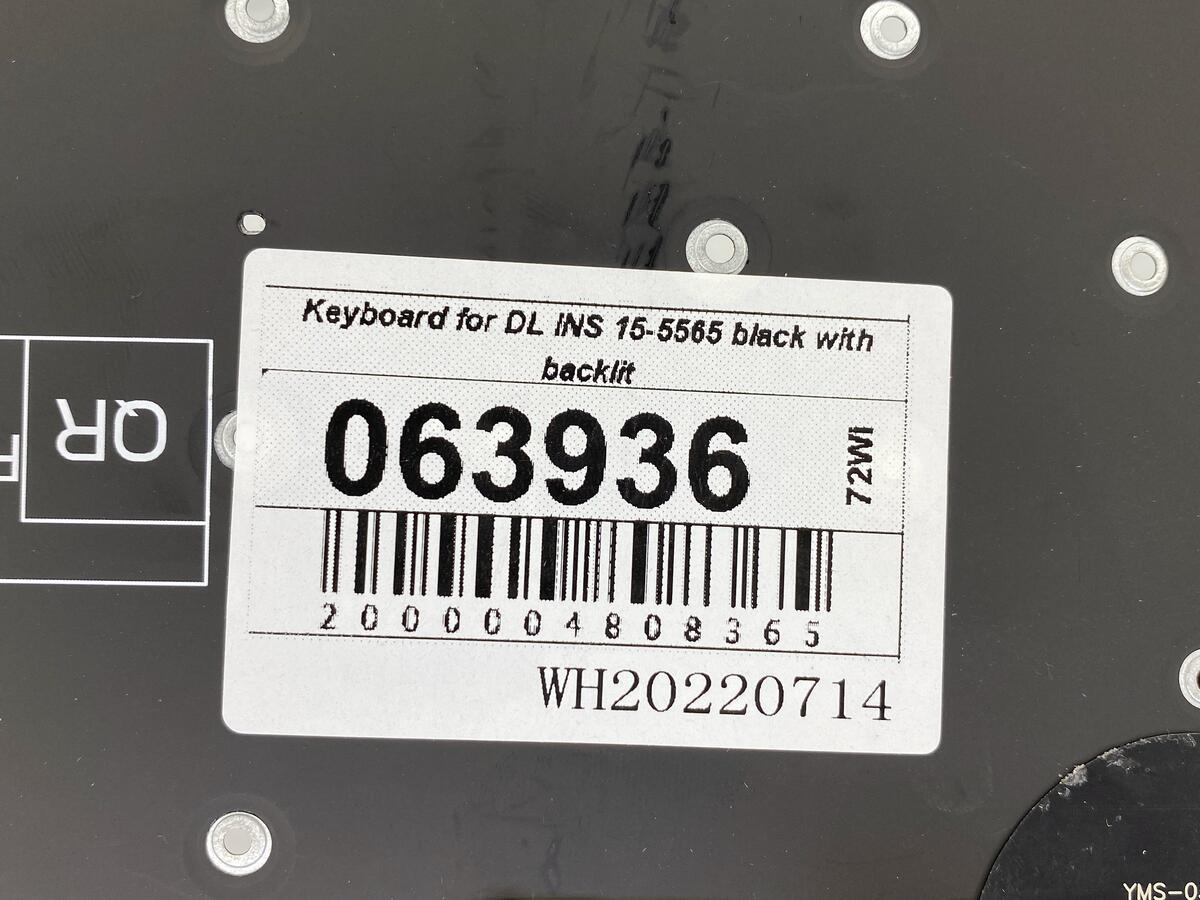 Keyboard for DL INS 15-5565 black with
backlit
063936
72WI
2000004808365
WH20220714
QR
YMS-0